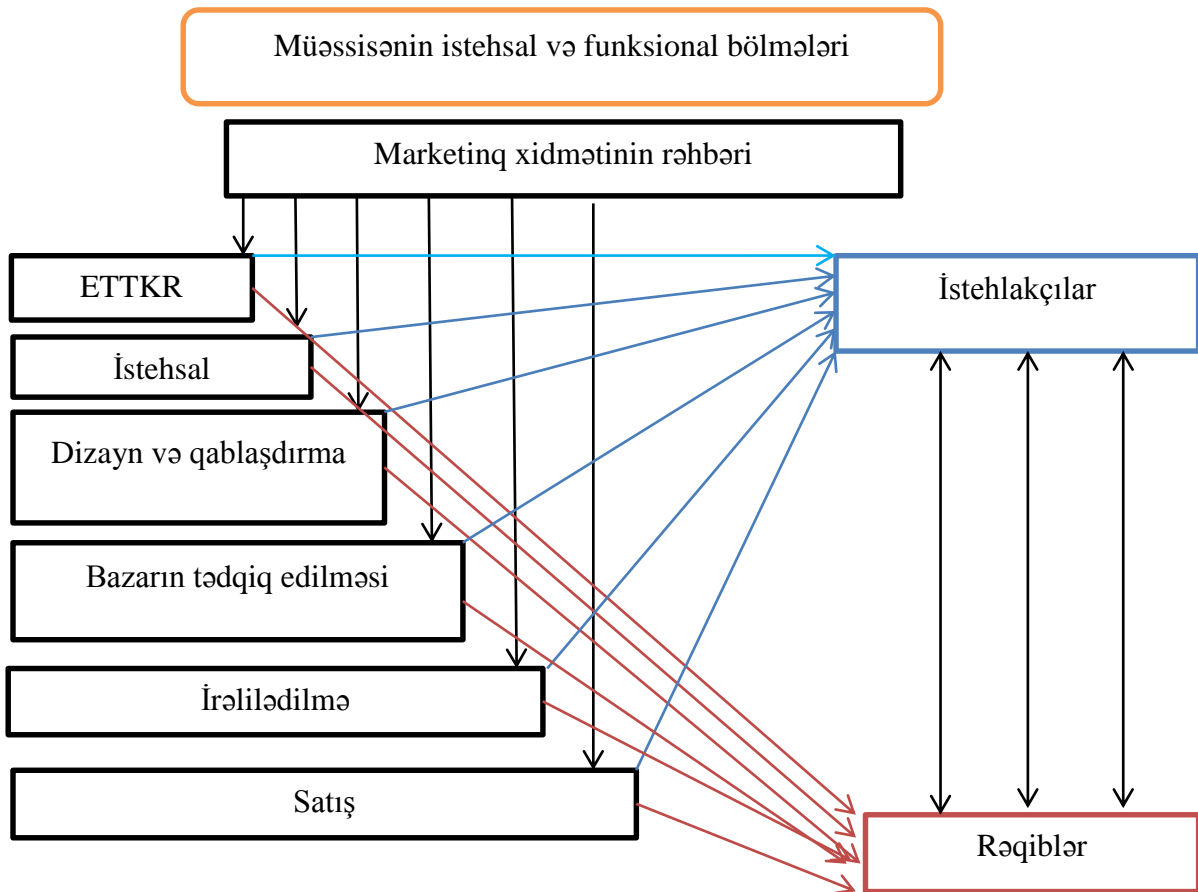 Müəssisənin istehsal və funksional bölmələri
Marketinq xidmətinin rəhbəri
ETTKR
İstehsal
Dizayn və qablaşdırma
Bazarın tədqiq edilməsi
İrəlilədilmə
Satış
İstehlakçılar
Rəqiblər